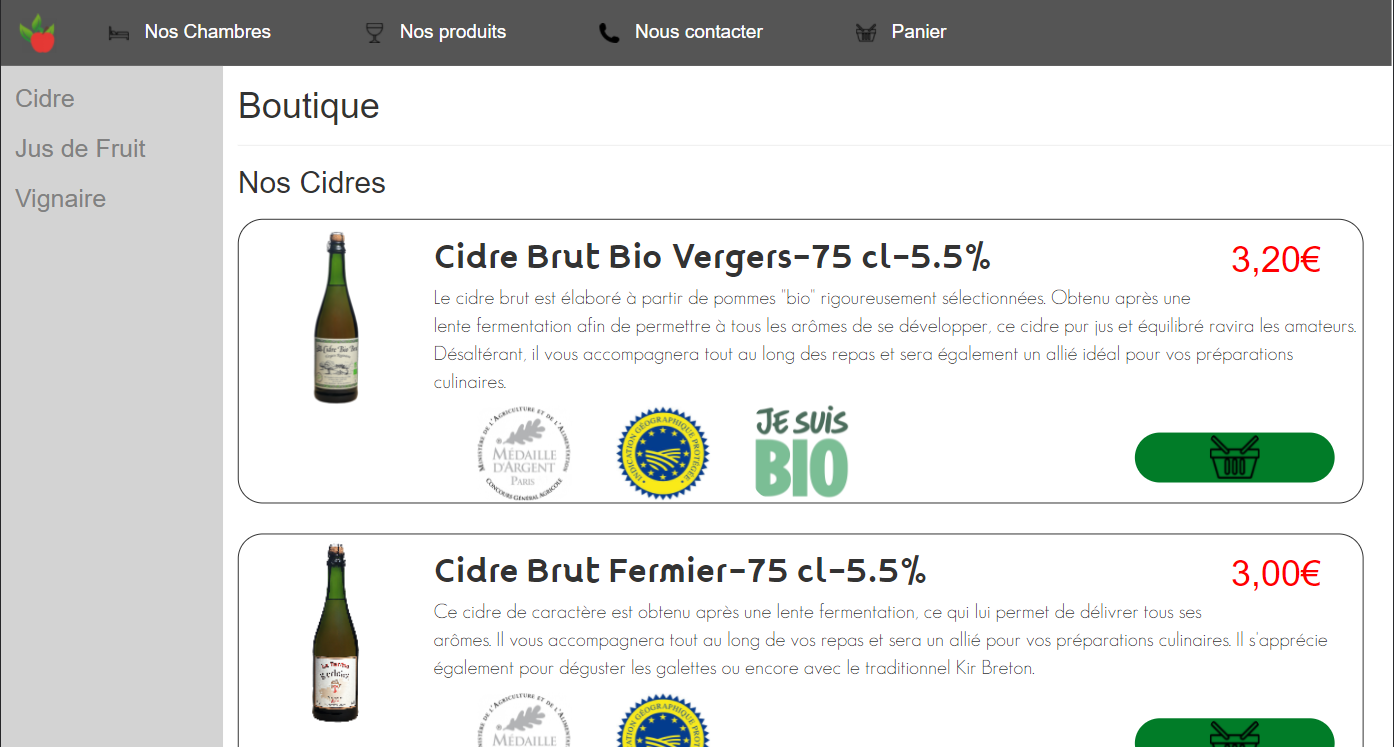 Nos Chambres
Nos produits
Nous contacter
Panier
Cidre
Jus de Fruit
Vignaire
Boutique
Nos Cidres
Cidre Brut Bio Vergers-75 cl-5.5%
3,20€
Le cidre brut est élaboré à partir de pommes "bio" rigoureusement sélectionnées. Obtenu après une
lente fermentation afin de permettre à tous les arômes de se développer, ce cidre pur jus et équilibré ravira les amateurs.
Désaltérant, il vous accompagnera tout au long des repas et sera également un allié idéal pour vos préparations
culinaires.
MINISTÈRE DE L'AGRICULTURE ET DE L'ALIMENTATION
MÉDAILLE
D'ARGENT
PARIS
CONCOURS GÉNÉRAL AGRICOLE
INDICATION GÉOGRAPHIQUE PROTÉGÉE
JE SUIS
BIO
Cidre Brut Fermier-75 cl-5.5%
3,00€
Ce cidre de caractère est obtenu après une lente fermentation, ce qui lui permet de délivrer tous ses
arômes. Il vous accompagnera tout au long de vos repas et sera un allié pour vos préparations culinaires. Il s'apprécie
également pour déguster les galettes ou encore avec le traditionnel Kir Breton.
MÉDAILLE